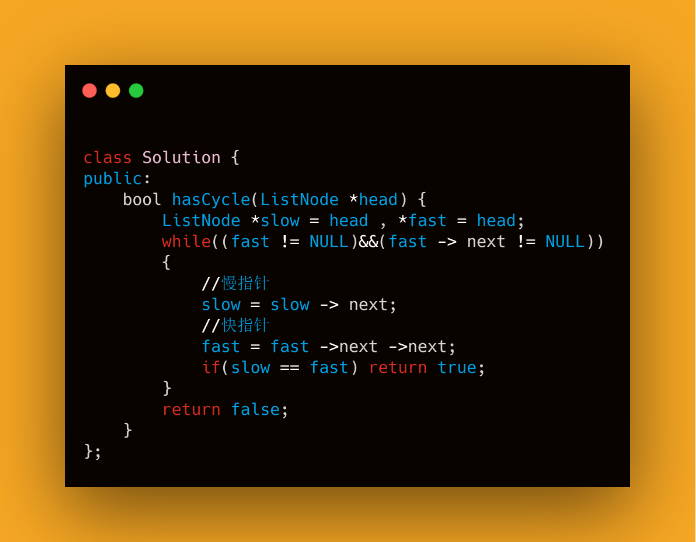 class Solution {
public:
    bool hasCycle(ListNode *head) {
        ListNode *slow = head , *fast = head;
        while((fast != NULL)&&(fast -> next != NULL))
        {
            //慢指针
            slow = slow -> next;
            //快指针
            fast = fast ->next ->next;
            if(slow == fast) return true;
        }
        return false;
    }
};